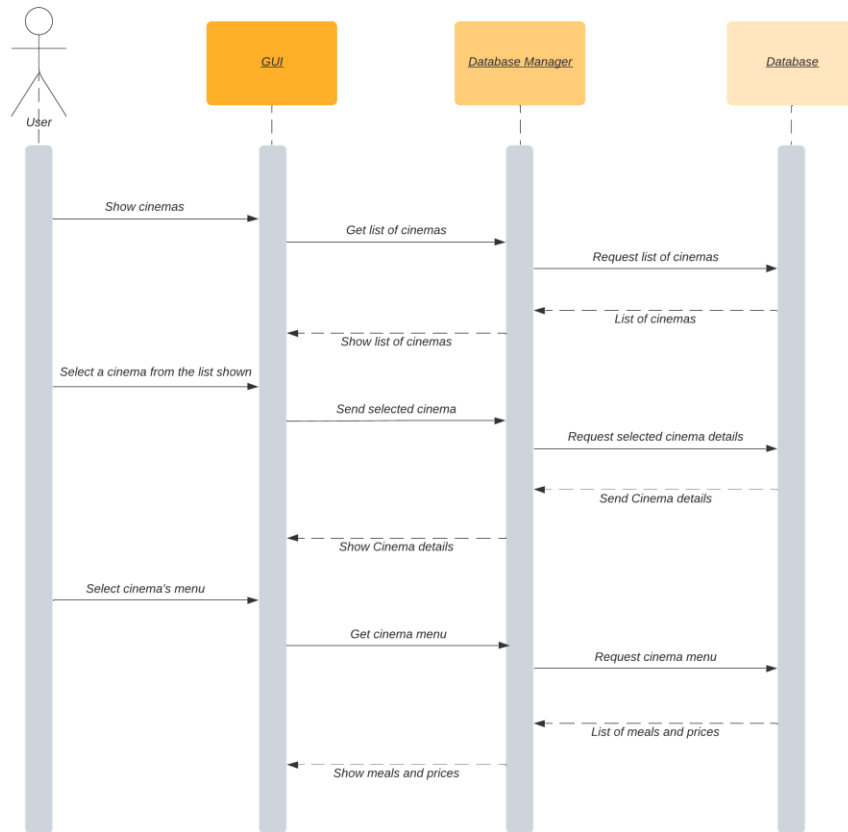 GUI
Database Manager
Database
User
Show cinemas
Get list of cinemas
Request list of cinemas
List of cinemas
Show list of cinemas
Select a cinema from the list shown
Send selected cinema
Request selected cinema details
Send Cinema details
Show Cinema details
Select cinema's menu
Get cinema menu
Request cinema menu
List of meals and prices
Show meals and prices